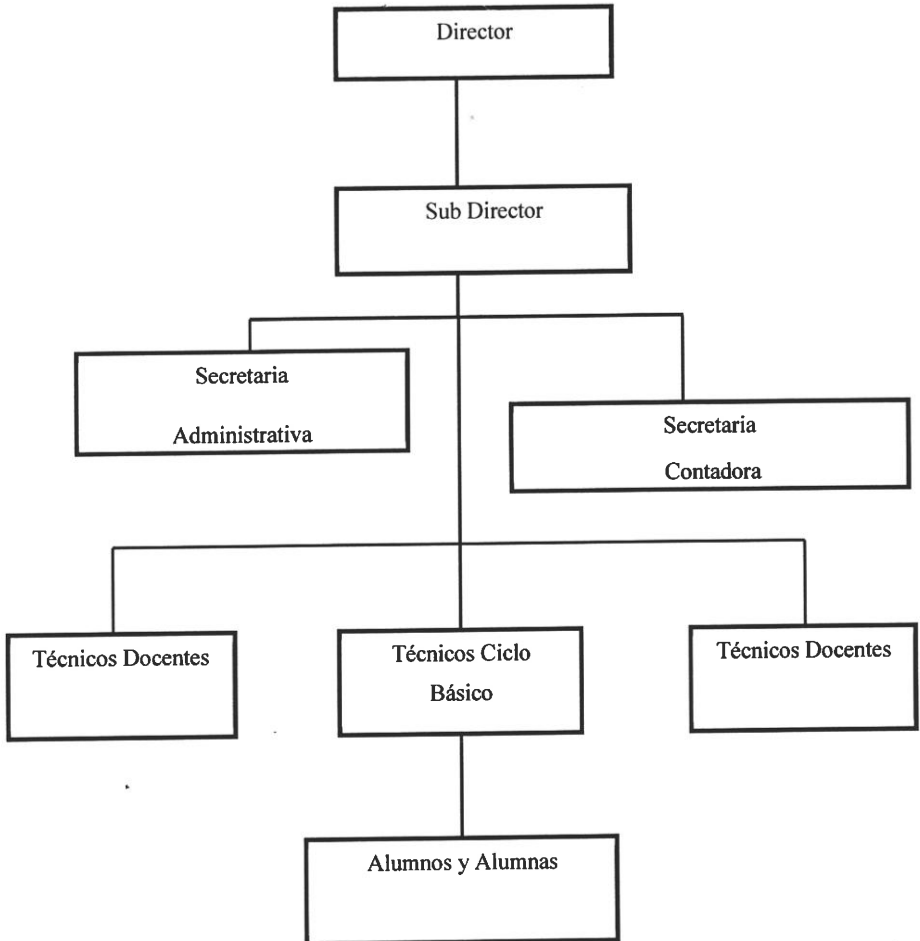 Director
Sub Director
Secretaria
Administrativa
Secretaria
Contadora
Técnicos Docentes
Técnicos Ciclo
Básico
Técnicos Docentes
Alumnos y Alumnas